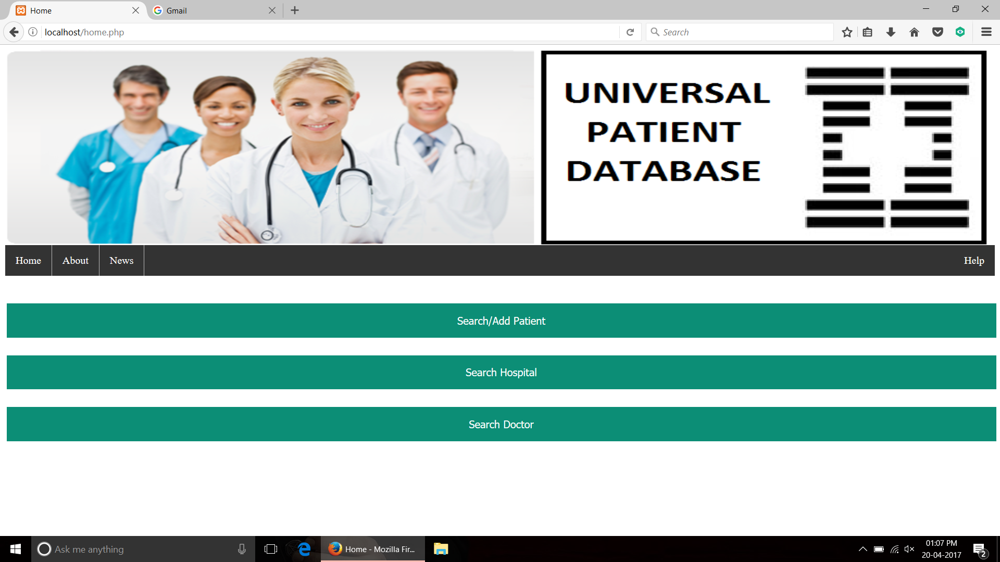 Home
Gmail
localhost/home.php
Search
UNIVERSAL
PATIENT
DATABASE
Home
About
News
Help
Search/Add Patient
Search Hospital
Search Doctor
Ask me anything
Home - Mozilla Fir...
01:07 PM
20-04-2017
2